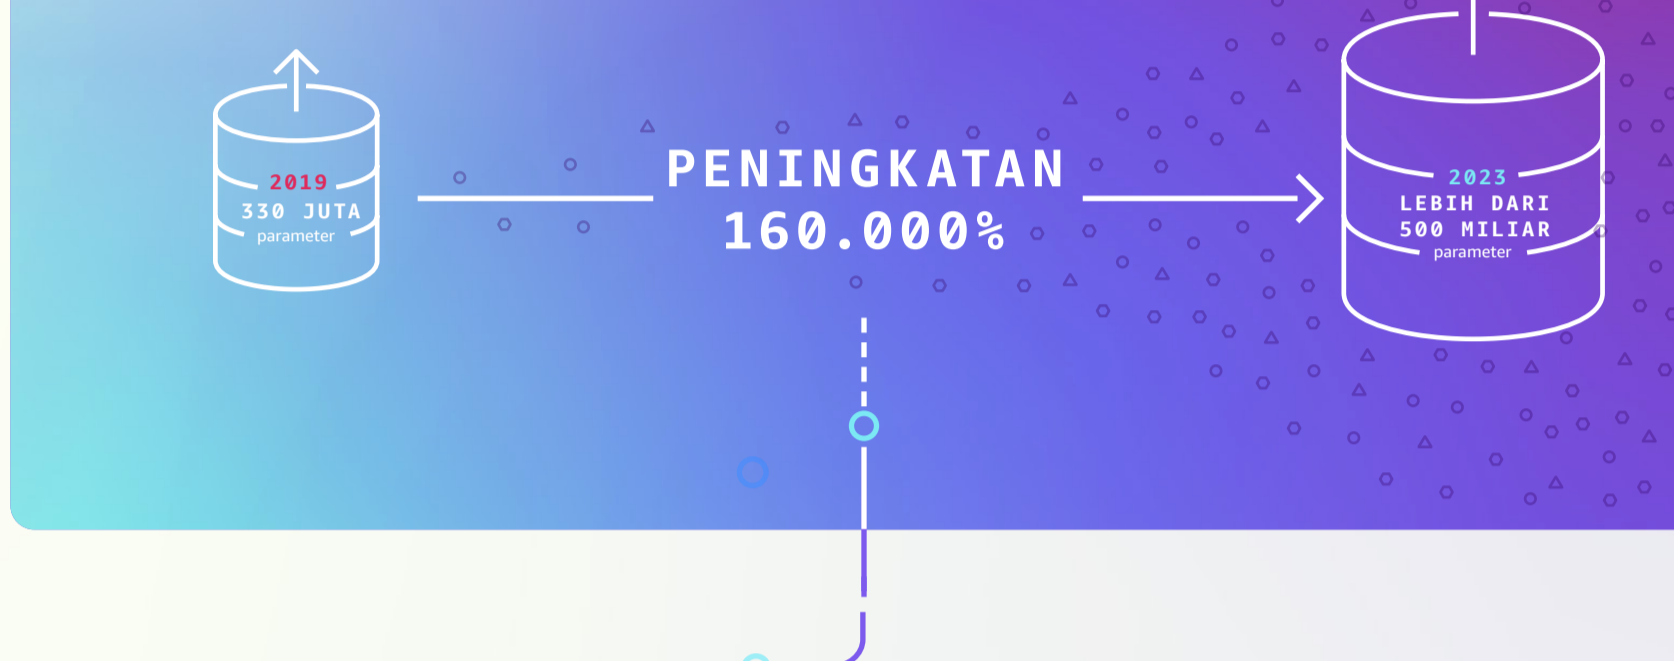 2019
330 JUTA
parameter
PENINGKATAN
160.000%
2023
LEBIH DARI
500 MILIAR
parameter